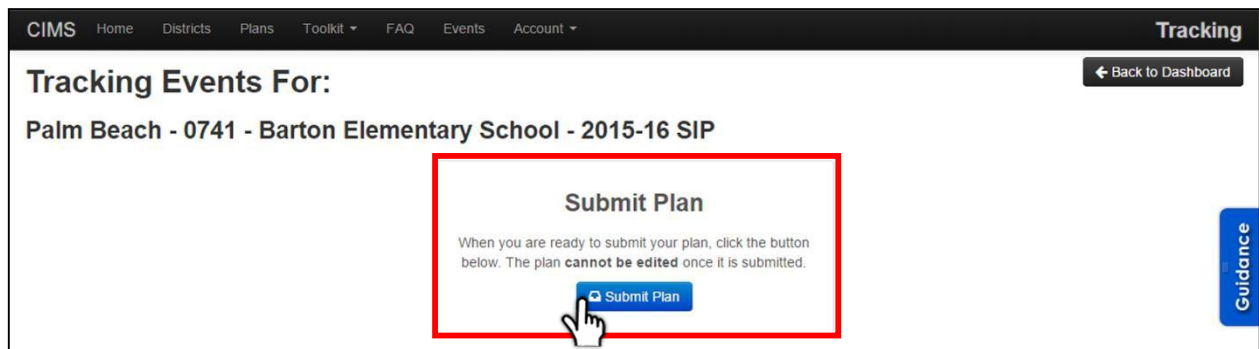 CIMS Home Districts Plans Toolkit FAQ Events Account Tracking
Tracking Events For:
Back to Dashboard
Palm Beach - 0741 - Barton Elementary School - 2015-16 SIP
Submit Plan
When you are ready to submit your plan, click the button
below. The plan cannot be edited once it is submitted.
Submit Plan
Guidance